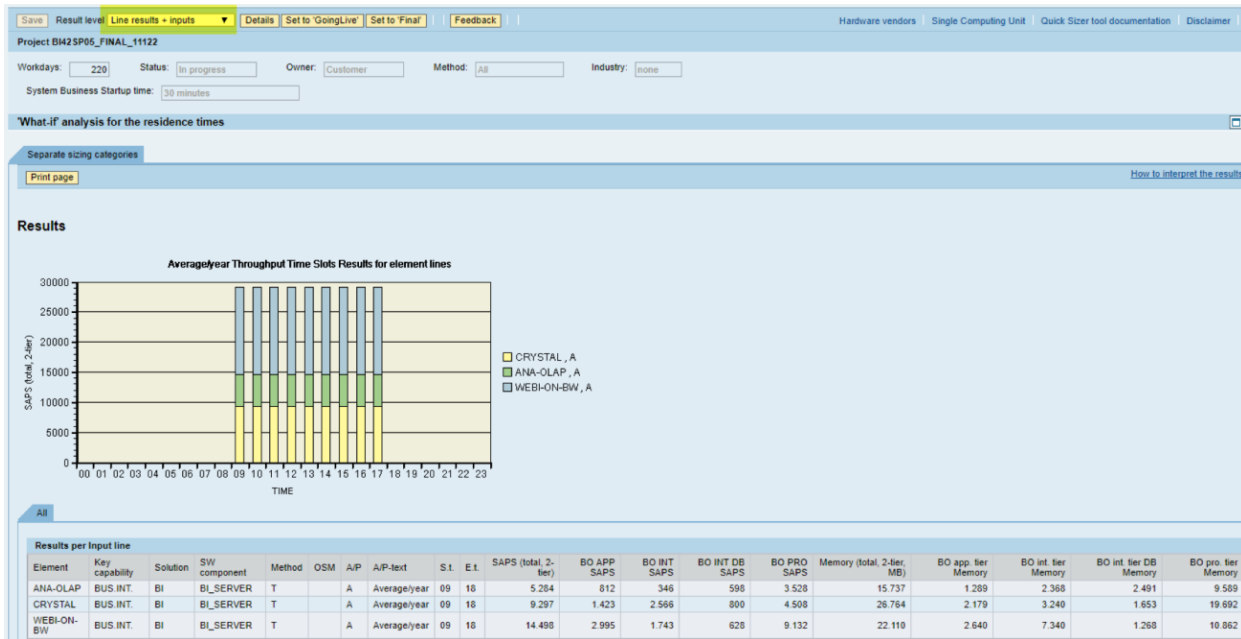 Save Result level Line results + inputs Details Set to 'GoingLive' Set to 'Final' Feedback Hardware vendors Single Computing Unit Quick Sizer tool documentation Disclaimer
Project BI42SP05_FINAL_11122
Workdays: 220 Status: In progress Owner: Customer Method: All Industry: none
System Business Startup time: 30 minutes
'What-if' analysis for the residence times
Separate sizing categories
Print page How to interpret the results
Results
Average/year Throughput Time Slots Results for element lines
SAPS (total, 2-tier)
30000
25000
20000
15000
10000
5000
0
CRYSTAL , A
ANA-OLAP , A
WEBI-ON-BW , A
00 01 02 03 04 05 06 07 08 09 10 11 12 13 14 15 16 17 18 19 20 21 22 23
TIME
All
Results per Input line
Element Key capability Solution SW component Method OSM A/P A/P-text S.t. E.t. SAPS (total, 2-tier) BO APP SAPS BO INT SAPS BO INT DB SAPS BO PRO SAPS Memory (total, 2-tier, MB) BO app. tier Memory BO int. tier Memory BO int. tier DB Memory BO pro. tier Memory
ANA-OLAP BUS.INT. BI BI_SERVER T A Average/year 09 18 5.284 812 346 598 3.528 15.737 1.289 2.368 2.491 9.589
CRYSTAL BUS.INT. BI BI_SERVER T A Average/year 09 18 9.297 1.423 2.566 800 4.508 26.764 2.179 3.240 1.653 19.692
WEBI-ON-BW BUS.INT. BI BI_SERVER T A Average/year 09 18 14.498 2.995 1.743 628 9.132 22.110 2.640 7.340 1.268 10.862